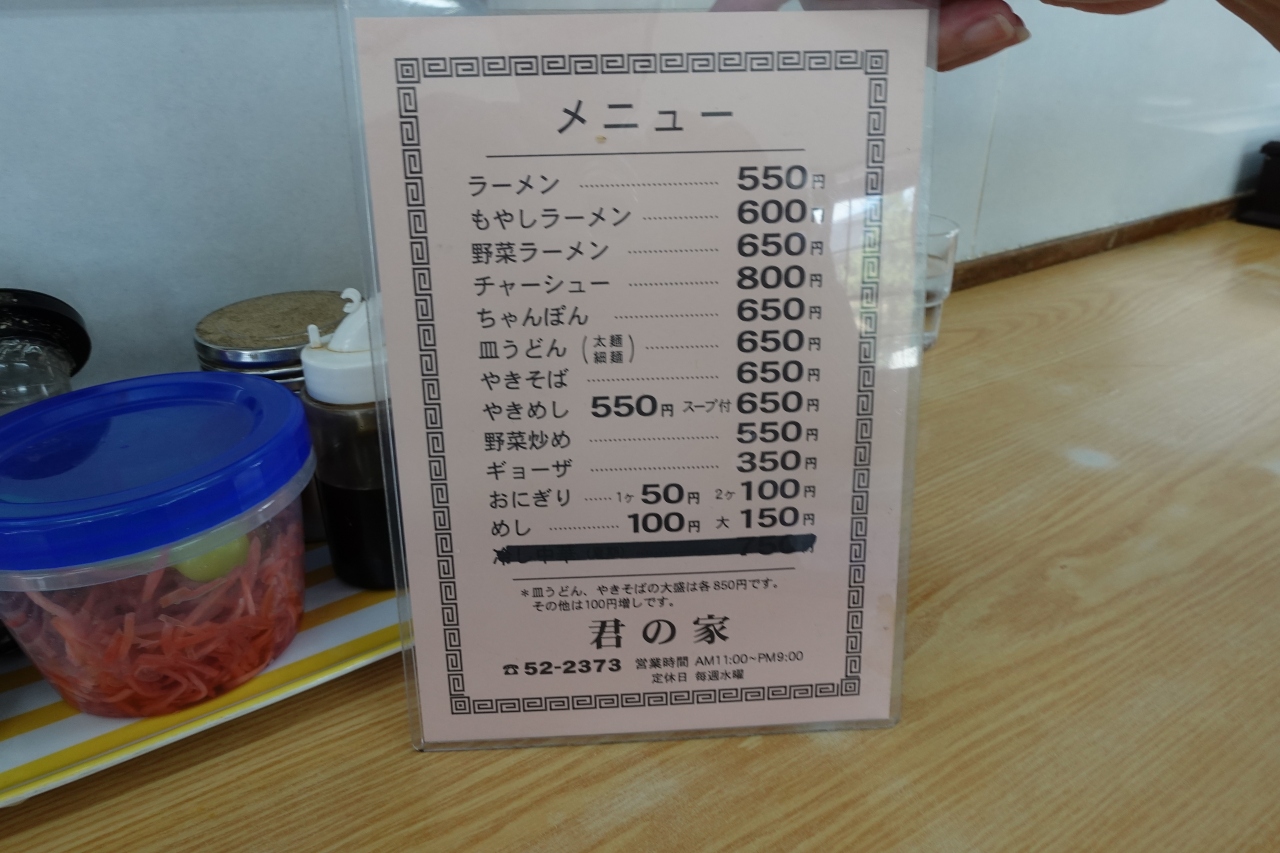 メニュー
ラーメン 550円
もやしラーメン 600円
野菜ラーメン 650円
チャーシュー 800円
ちゃんぽん 650円
皿うどん (太麺 細麺) 650円
やきそば 650円
やきめし 550円 スープ付 650円
野菜炒め 550円
ギョーザ 350円
おにぎり 1ヶ 50円 2ヶ 100円
めし 100円 大 150円
*皿うどん、やきそばの大盛は各850円です。
その他は100円増しです。
君の家
☎52-2373 営業時間 AM11:00~PM9:00
定休日 毎週水曜